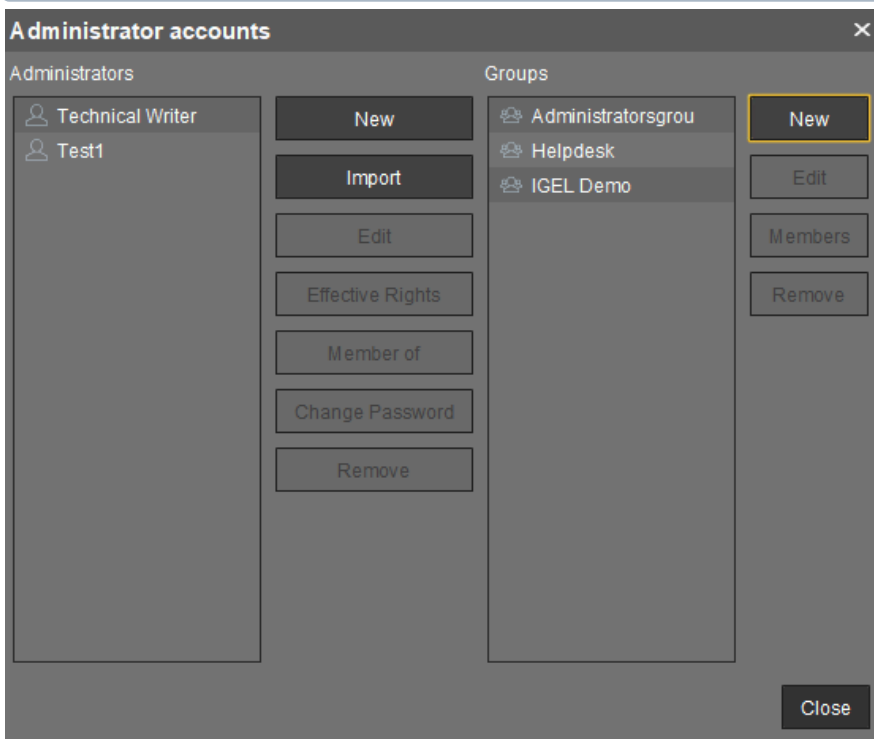 Administrator accounts
Administrators
Technical Writer
Test1
New
Import
Edit
Effective Rights
Member of
Change Password
Remove
Groups
Administratorsgrou
Helpdesk
IGEL Demo
New
Edit
Members
Remove
Close